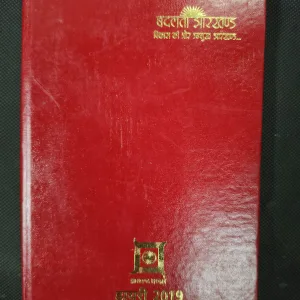 बदलता झारखण्ड
विकास की ओर अग्रसर झारखण्ड...
डायरी 2019